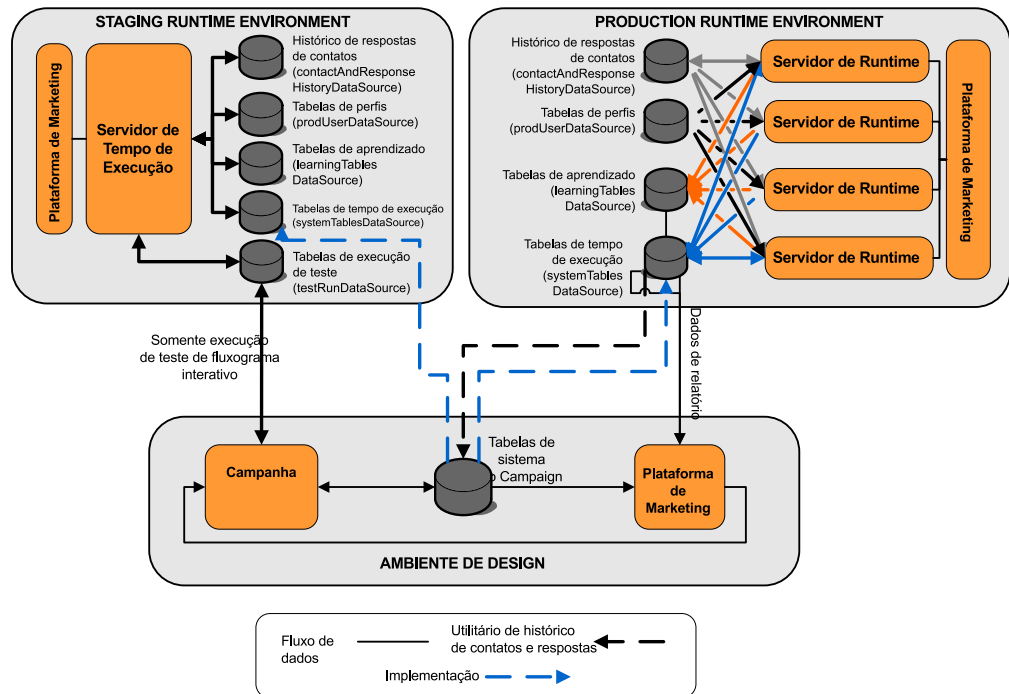 STAGING RUNTIME ENVIRONMENT
Plataforma de Marketing
Servidor de
Tempo de
Execução
Histórico de respostas
de contatos
(contactAndResponse
HistoryDataSource)
Tabelas de perfis
(prodUserDataSource)
Tabelas de aprendizado
(learningTables
DataSource)
Tabelas de tempo de execução
(systemTablesDataSource)
Tabelas de execução
de teste
(testRunDataSource)
PRODUCTION RUNTIME ENVIRONMENT
Histórico de respostas
de contatos
(contactAndResponse
HistoryDataSource)
Tabelas de perfis
(prodUserDataSource)
Tabelas de aprendizado
(learningTables
DataSource)
Tabelas de tempo
de execução
(systemTables
DataSource)
Servidor de Runtime
Servidor de Runtime
Servidor de Runtime
Servidor de Runtime
Plataforma de Marketing
Somente execução
de teste de fluxograma
interativo
Dados de relatório
Campanha
Tabelas de
sistema
o Campaign
Plataforma
de
Marketing
AMBIENTE DE DESIGN
Fluxo de
dados
Utilitário de histórico
de contatos e respostas
Implementação